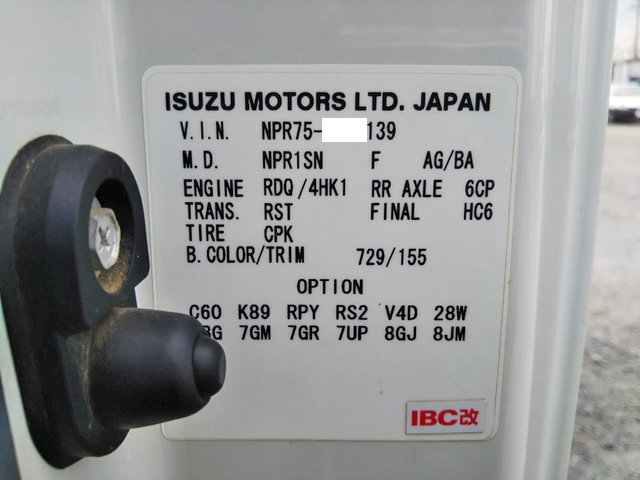 ISUZU MOTORS LTD. JAPAN
V.I.N. NPR75- 139
M.D. NPR1SN F AG/BA
ENGINE RDQ/4HK1 RR AXLE 6CP
TRANS. RST FINAL HC6
TIRE CPK
B.COLOR/TRIM 729/155
OPTION
C60 K89 RPY RS2 V4D 28W
7GM 7GR 7UP 8GJ 8JM
IBC改